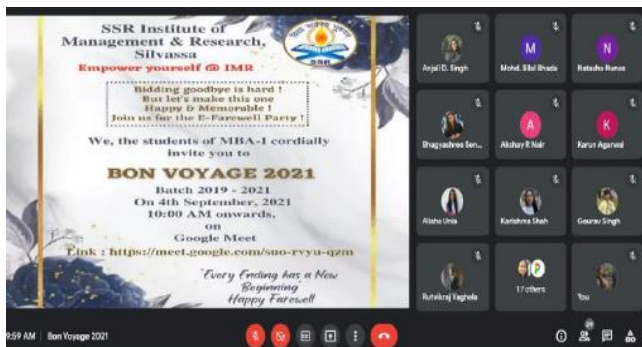 SSR Institute of
Management & Research,
Silvassa
Empower yourself @ IMR
SSR
Bidding goodbye is hard !
But let's make this one
Happy & Memorable !
Join us for the E-Farewell Party !
We, the students of MBA-I cordially
invite you to
BON VOYAGE 2021
Batch 2019 - 2021
On 4th September, 2021
10:00 AM onwards,
on
Google Meet
Link : https://meet.google.com/suo-rvyu-qzm
"Every Ending has a New
Beginning"
Happy Farewell
Anjali D. Singh
M
Mohd. Bilal Bhada
N
Natasha Nunes
Bhagyashree Son...
A
Akshay R Nair
K
Karun Agarwal
Alisha Unia
Karishma Shah
Gaurav Singh
Rutvikraj Vaghela
17 others
You
9:59 AM | Bon Voyage 2021